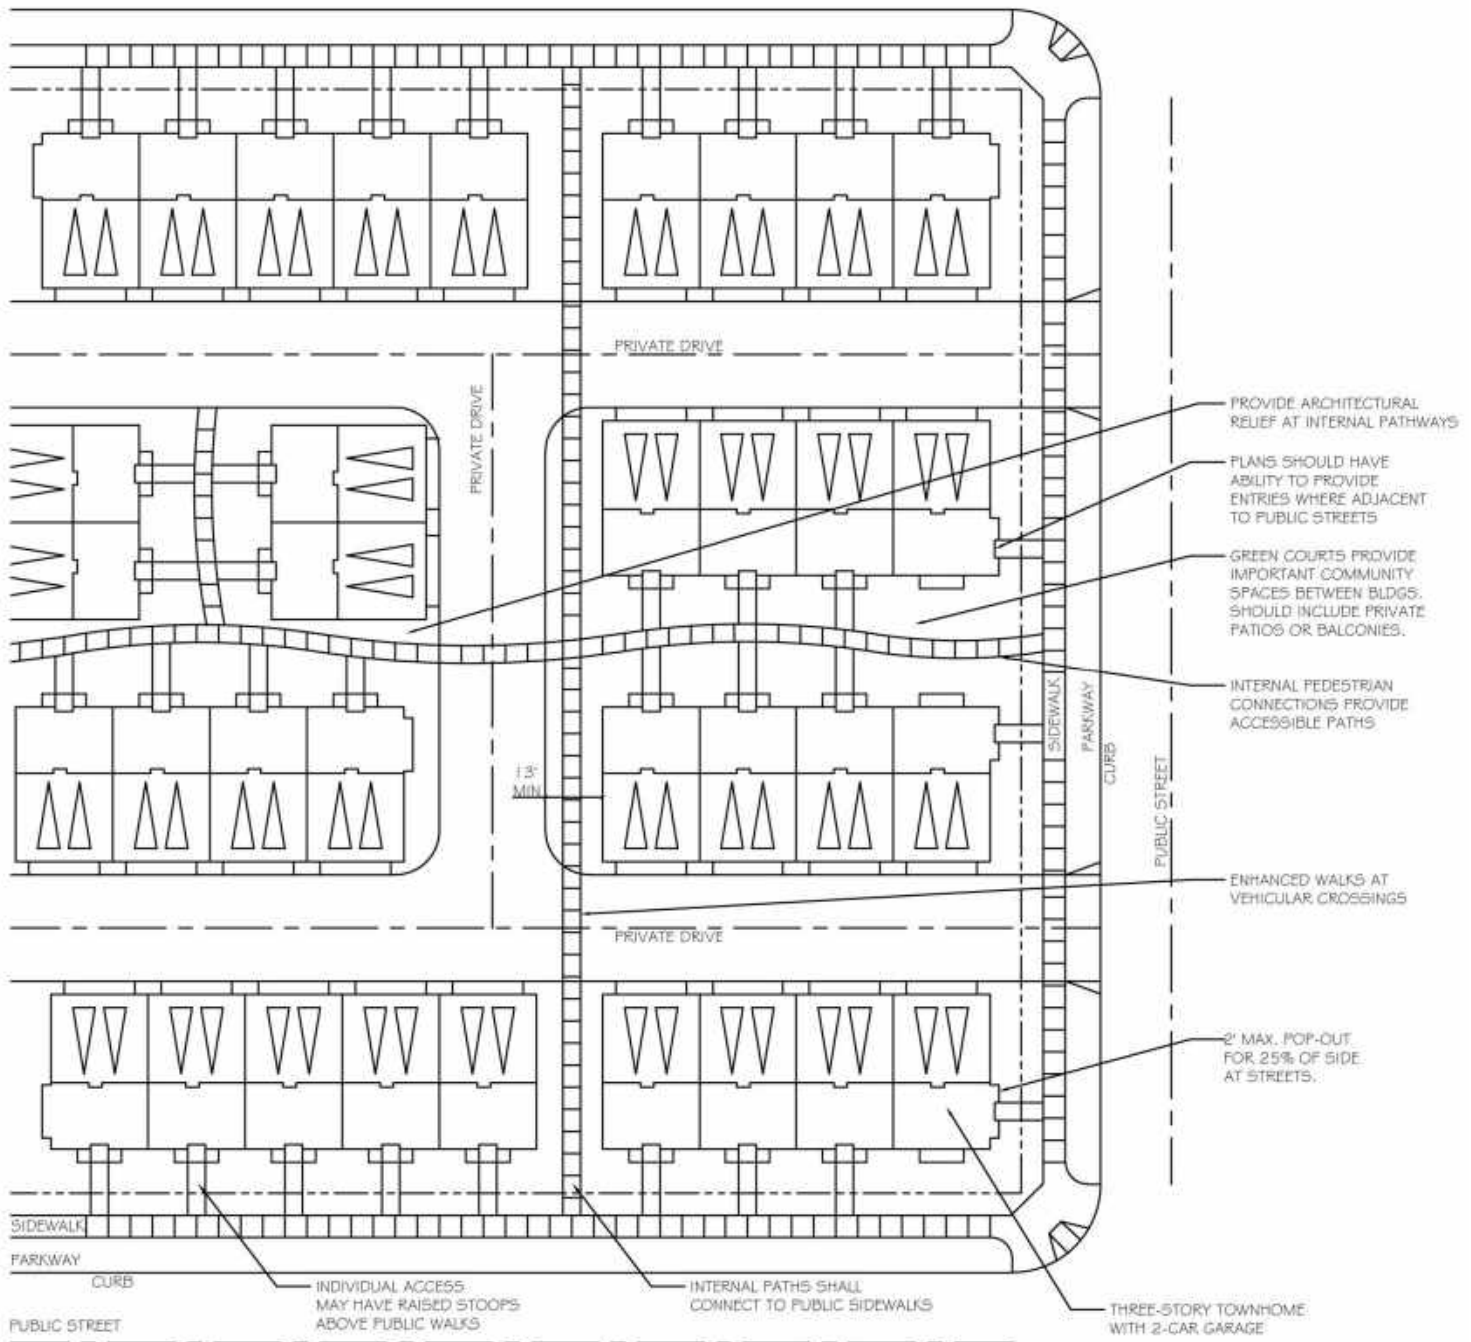 PRIVATE DRIVE
PRIVATE DRIVE
PROVIDE ARCHITECTURAL
RELIEF AT INTERNAL PATHWAYS
PLANS SHOULD HAVE
ABILITY TO PROVIDE
ENTRIES WHERE ADJACENT
TO PUBLIC STREETS
GREEN COURTS PROVIDE
IMPORTANT COMMUNITY
SPACES BETWEEN BLDGS.
SHOULD INCLUDE PRIVATE
PATIOS OR BALCONIES.
INTERNAL PEDESTRIAN
CONNECTIONS PROVIDE
ACCESSIBLE PATHS
SIDEWALK
PARKWAY
CURB
PUBLIC STREET
13'
MIN
ENHANCED WALKS AT
VEHICULAR CROSSINGS
PRIVATE DRIVE
2' MAX. POP-OUT
FOR 25% OF SIDE
AT STREETS.
SIDEWALK
PARKWAY
CURB
PUBLIC STREET
INDIVIDUAL ACCESS
MAY HAVE RAISED STOOPS
ABOVE PUBLIC WALKS
INTERNAL PATHS SHALL
CONNECT TO PUBLIC SIDEWALKS
THREE-STORY TOWNHOME
WITH 2-CAR GARAGE